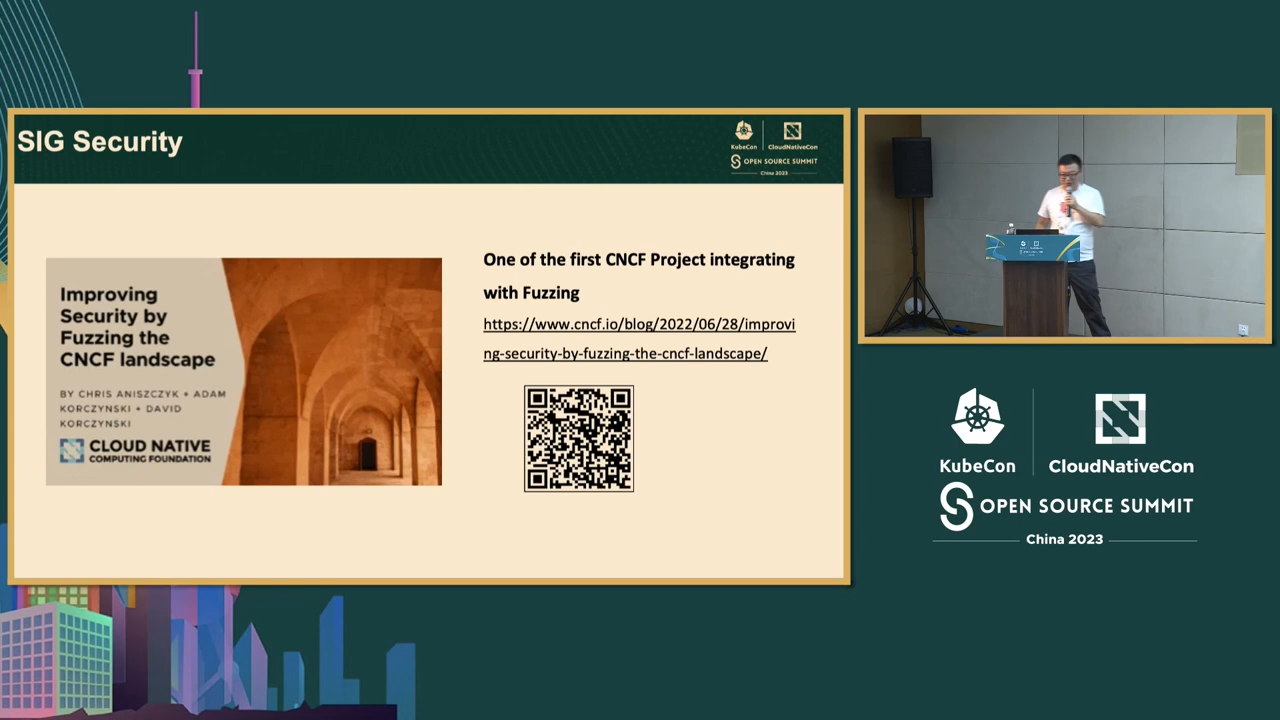 SIG Security
KubeCon
CloudNativeCon
OPEN SOURCE SUMMIT
China 2023
Improving
Security by
Fuzzing the
CNCF landscape
BY CHRIS ANISZCZYK + ADAM
KORCZYNSKI + DAVID
KORCZYNSKI
CLOUD NATIVE
COMPUTING FOUNDATION
One of the first CNCF Project integrating
with Fuzzing
https://www.cncf.io/blog/2022/06/28/improvi
ng-security-by-fuzzing-the-cncf-landscape/
KubeCon
CloudNativeCon
OPEN SOURCE SUMMIT
China 2023